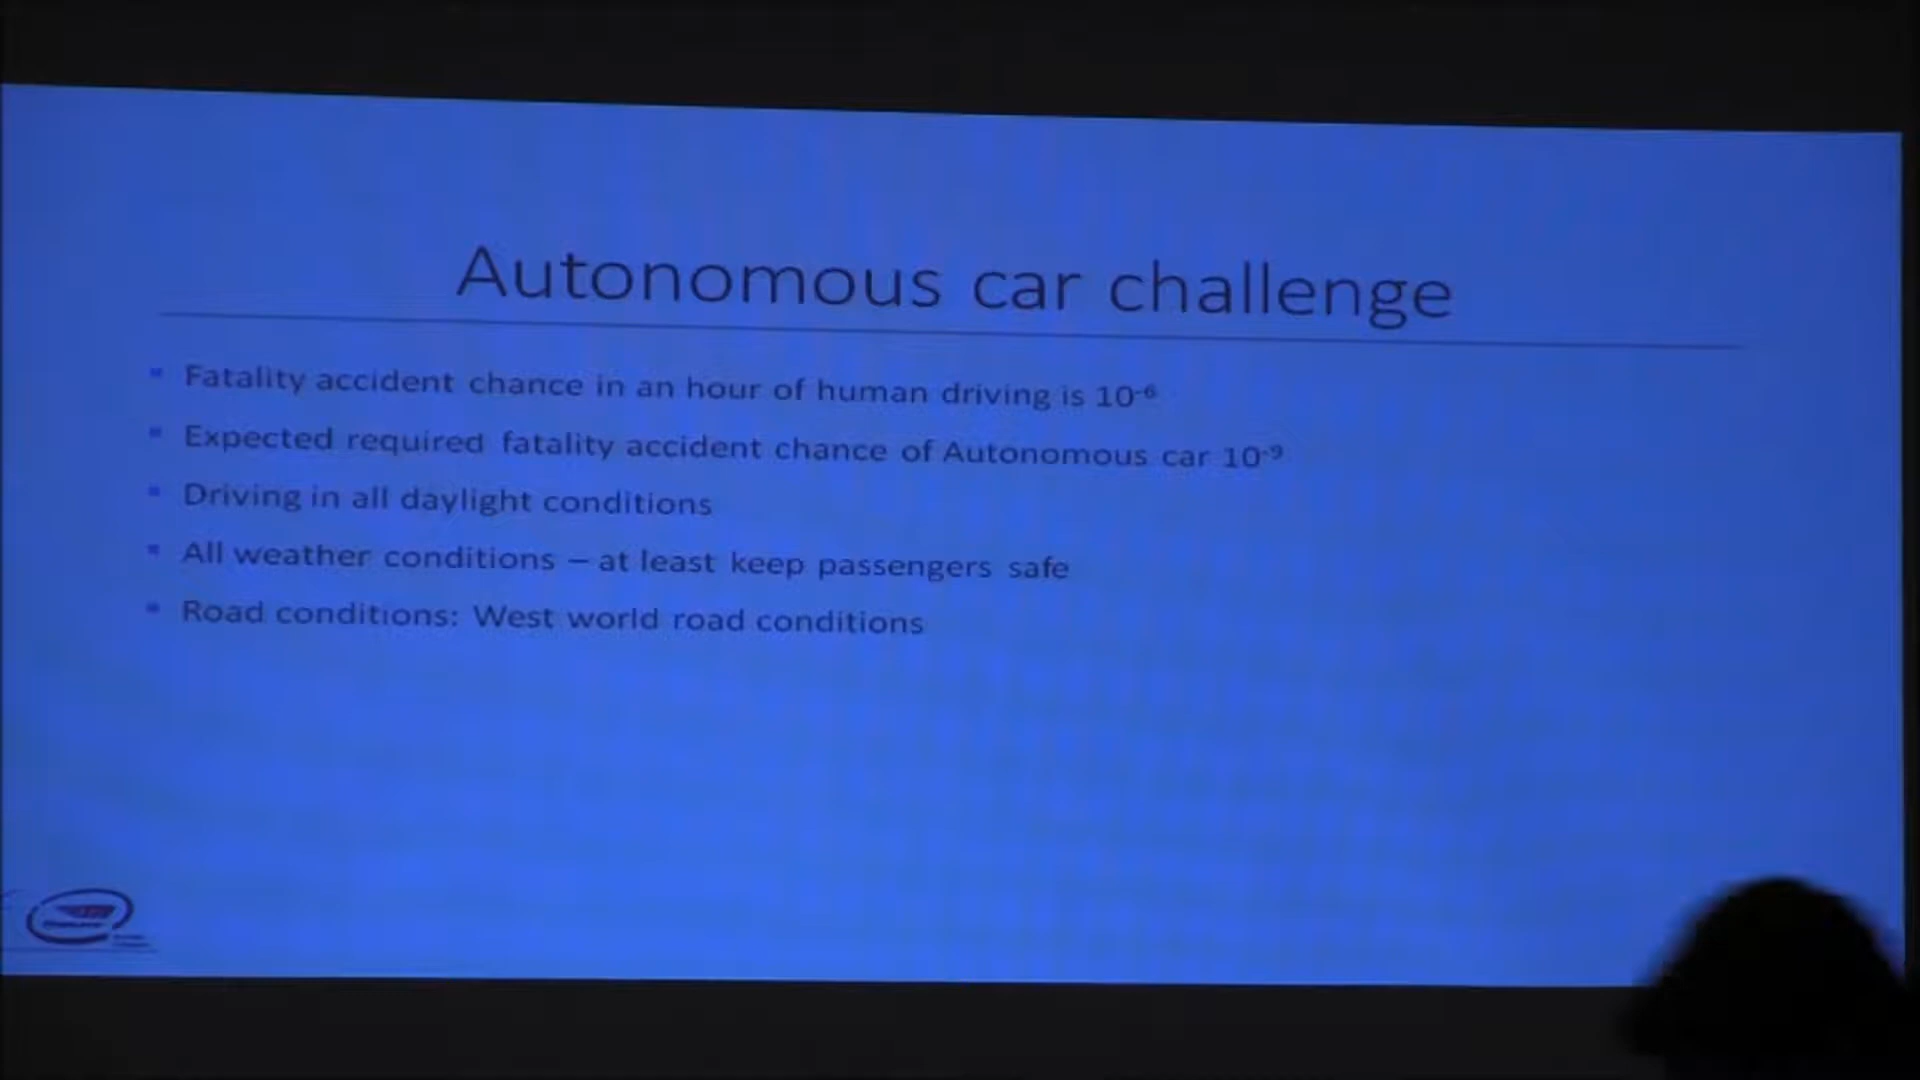 Autonomous car challenge
Fatality accident chance in an hour of human driving is 10⁻⁶
Expected required fatality accident chance of Autonomous car 10⁻⁹
Driving in all daylight conditions
All weather conditions – at least keep passengers safe
Road conditions: West world road conditions